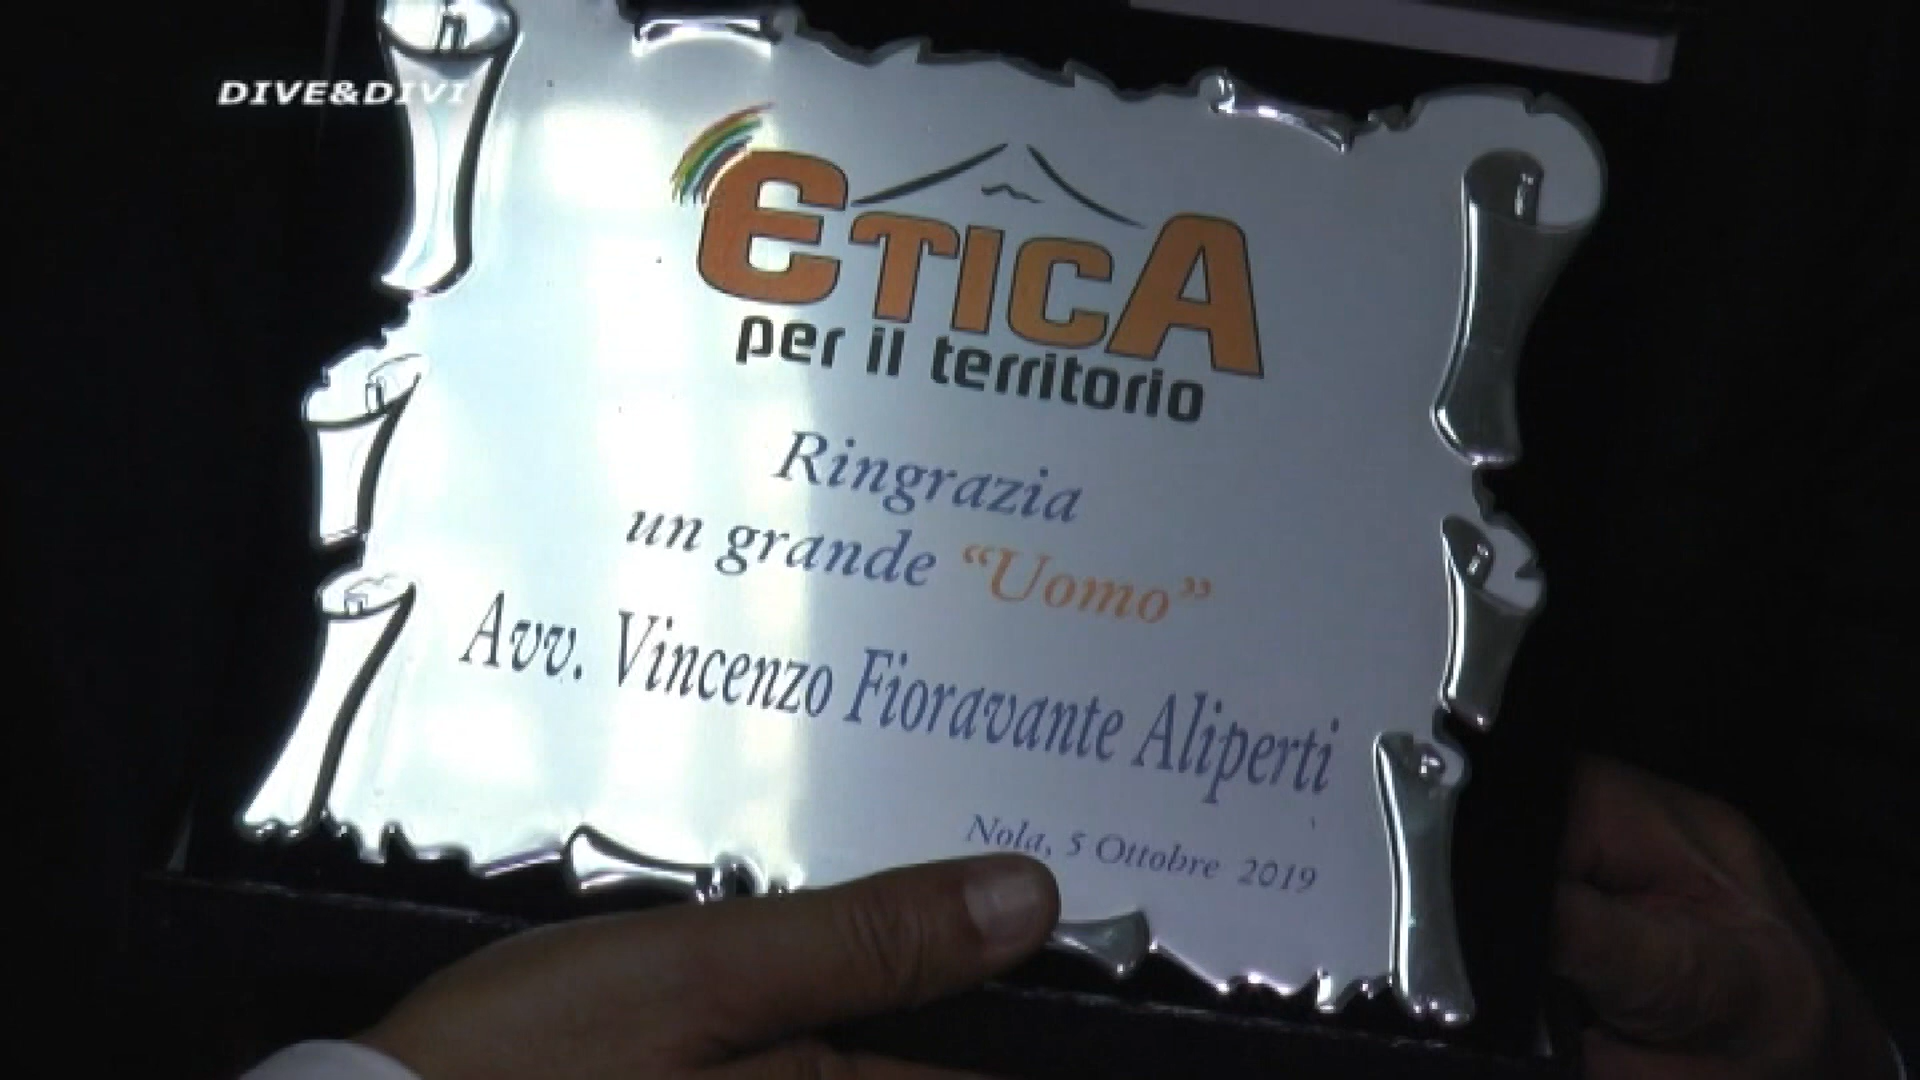 DIVE&DIVI
ETICA
per il territorio
Ringrazia
un grande “Uomo”
Avv. Vincenzo Fioravante Aliperti
Nola, 5 Ottobre 2019